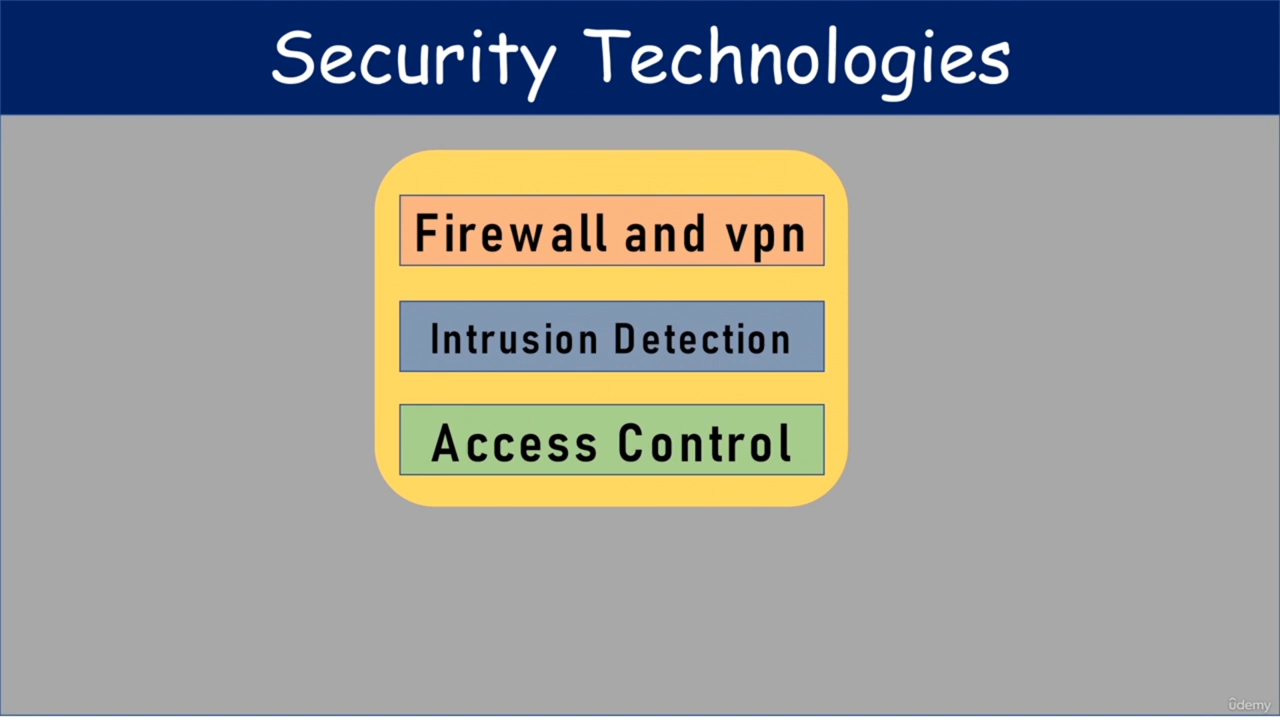 Security Technologies
Firewall and vpn
Intrusion Detection
Access Control
ûdemy